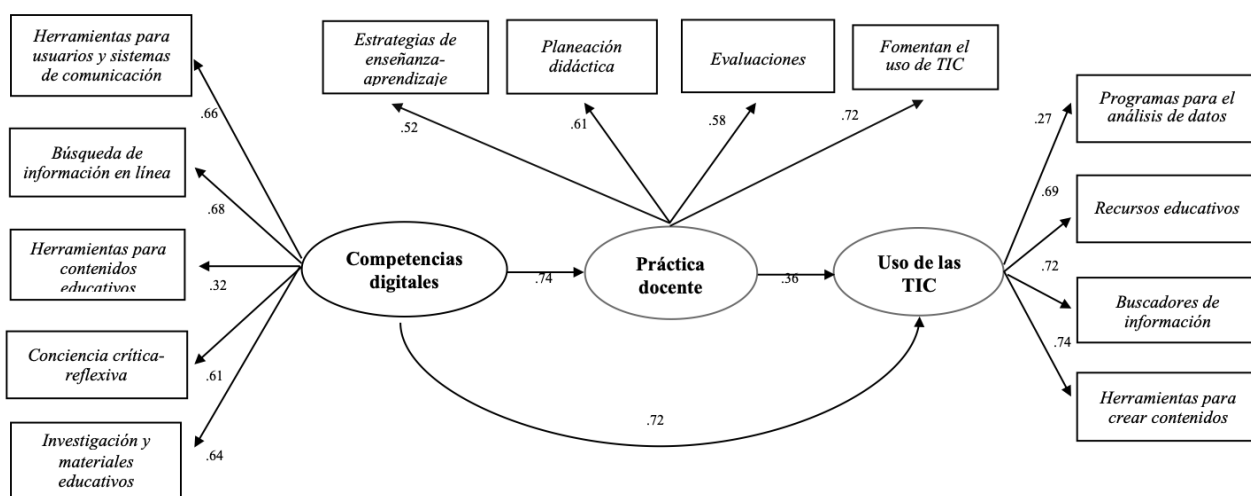 Herramientas para
usuarios y sistemas
de comunicación
.66
Búsqueda de
información en línea
.68
Herramientas para
contenidos
educativos
.32
Conciencia crítica-
reflexiva
.61
Investigación y
materiales
educativos
.64
Estrategias de
enseñanza-
aprendizaje
.52
Planeación
didáctica
.61
Evaluaciones
.58
Fomentan el
uso de TIC
.72
Competencias
digitales
.74
Práctica
docente
.36
Uso de las
TIC
.72
Programas para el
análisis de datos
.27
Recursos educativos
.69
Buscadores de
información
.72
Herramientas para
crear contenidos
.74